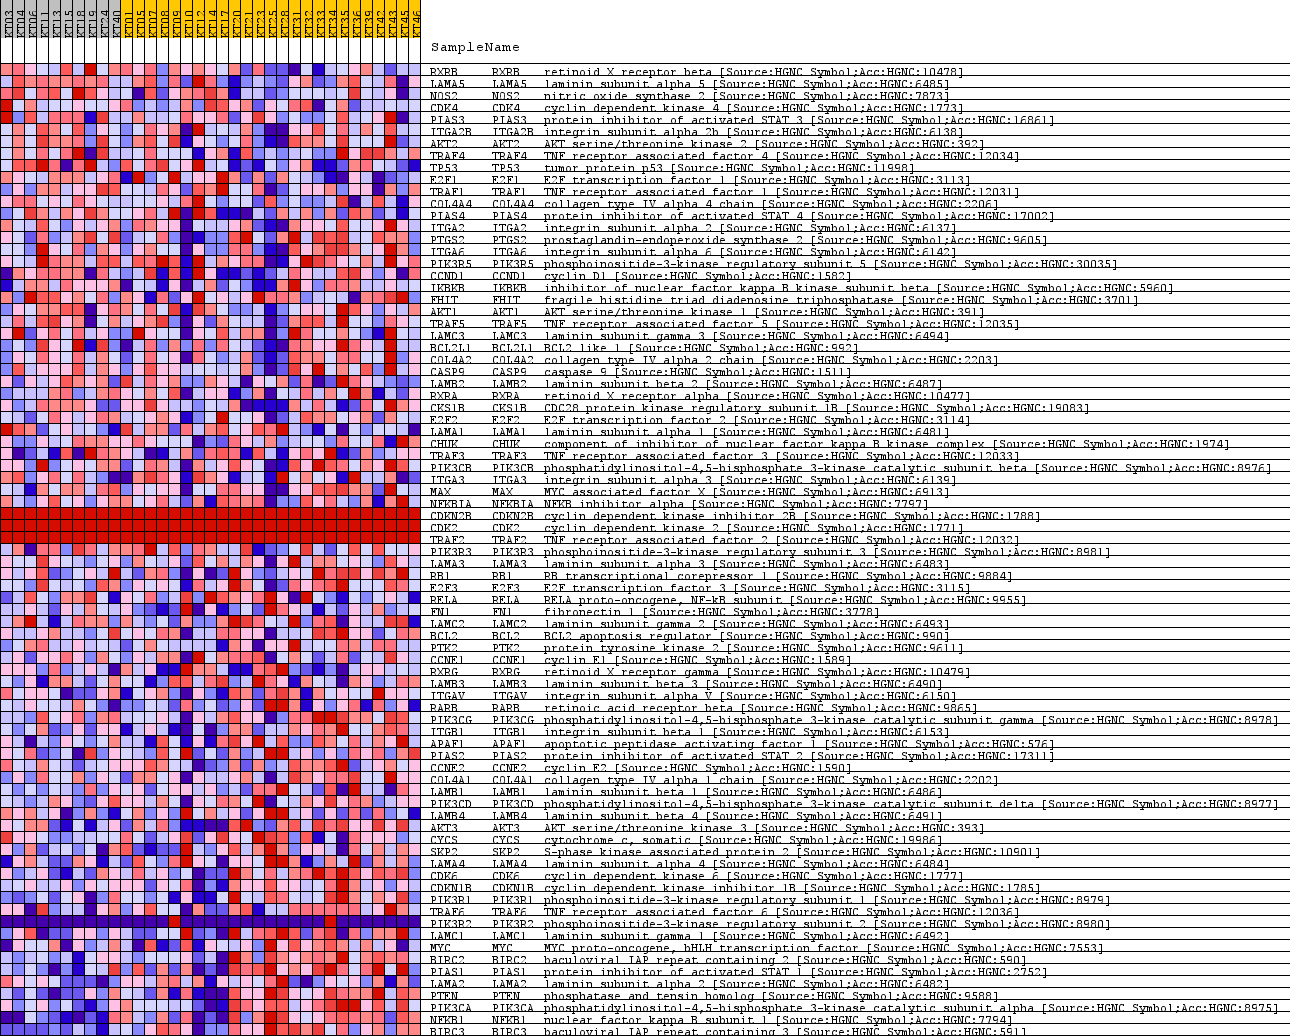 KT03 KT04 KT06 KT11 KT13 KT15 KT18 KT19 KT24 KT40 KT01 KT05 KT07 KT08 KT09 KT10 KT12 KT14 KT17 KT20 KT21 KT23 KT25 KT28 KT31 KT32 KT33 KT34 KT35 KT36 KT39 KT42 KT43 KT45 KT46
SampleName
RXRB RXRB retinoid X receptor beta [Source:HGNC Symbol;Acc:HGNC:10478]
LAMA5 LAMA5 laminin subunit alpha 5 [Source:HGNC Symbol;Acc:HGNC:6485]
NOS2 NOS2 nitric oxide synthase 2 [Source:HGNC Symbol;Acc:HGNC:7873]
CDK4 CDK4 cyclin dependent kinase 4 [Source:HGNC Symbol;Acc:HGNC:1773]
PIAS3 PIAS3 protein inhibitor of activated STAT 3 [Source:HGNC Symbol;Acc:HGNC:16861]
ITGA2B ITGA2B integrin subunit alpha 2b [Source:HGNC Symbol;Acc:HGNC:6138]
AKT2 AKT2 AKT serine/threonine kinase 2 [Source:HGNC Symbol;Acc:HGNC:392]
TRAF4 TRAF4 TNF receptor associated factor 4 [Source:HGNC Symbol;Acc:HGNC:12034]
TP53 TP53 tumor protein p53 [Source:HGNC Symbol;Acc:HGNC:11998]
E2F1 E2F1 E2F transcription factor 1 [Source:HGNC Symbol;Acc:HGNC:3113]
TRAF1 TRAF1 TNF receptor associated factor 1 [Source:HGNC Symbol;Acc:HGNC:12031]
COL4A4 COL4A4 collagen type IV alpha 4 chain [Source:HGNC Symbol;Acc:HGNC:2206]
PIAS4 PIAS4 protein inhibitor of activated STAT 4 [Source:HGNC Symbol;Acc:HGNC:17002]
ITGA2 ITGA2 integrin subunit alpha 2 [Source:HGNC Symbol;Acc:HGNC:6137]
PTGS2 PTGS2 prostaglandin-endoperoxide synthase 2 [Source:HGNC Symbol;Acc:HGNC:9605]
ITGA6 ITGA6 integrin subunit alpha 6 [Source:HGNC Symbol;Acc:HGNC:6142]
PIK3R5 PIK3R5 phosphoinositide-3-kinase regulatory subunit 5 [Source:HGNC Symbol;Acc:HGNC:30035]
CCND1 CCND1 cyclin D1 [Source:HGNC Symbol;Acc:HGNC:1582]
IKBKB IKBKB inhibitor of nuclear factor kappa B kinase subunit beta [Source:HGNC Symbol;Acc:HGNC:5960]
FHIT FHIT fragile histidine triad diadenosine triphosphatase [Source:HGNC Symbol;Acc:HGNC:3701]
AKT1 AKT1 AKT serine/threonine kinase 1 [Source:HGNC Symbol;Acc:HGNC:391]
TRAF5 TRAF5 TNF receptor associated factor 5 [Source:HGNC Symbol;Acc:HGNC:12035]
LAMC3 LAMC3 laminin subunit gamma 3 [Source:HGNC Symbol;Acc:HGNC:6494]
BCL2L1 BCL2L1 BCL2 like 1 [Source:HGNC Symbol;Acc:HGNC:992]
COL4A2 COL4A2 collagen type IV alpha 2 chain [Source:HGNC Symbol;Acc:HGNC:2203]
CASP9 CASP9 caspase 9 [Source:HGNC Symbol;Acc:HGNC:1511]
LAMB2 LAMB2 laminin subunit beta 2 [Source:HGNC Symbol;Acc:HGNC:6487]
RXRA RXRA retinoid X receptor alpha [Source:HGNC Symbol;Acc:HGNC:10477]
CKS1B CKS1B CDC28 protein kinase regulatory subunit 1B [Source:HGNC Symbol;Acc:HGNC:19083]
E2F2 E2F2 E2F transcription factor 2 [Source:HGNC Symbol;Acc:HGNC:3114]
LAMA1 LAMA1 laminin subunit alpha 1 [Source:HGNC Symbol;Acc:HGNC:6481]
CHUK CHUK component of inhibitor of nuclear factor kappa B kinase complex [Source:HGNC Symbol;Acc:HGNC:1974]
TRAF3 TRAF3 TNF receptor associated factor 3 [Source:HGNC Symbol;Acc:HGNC:12033]
PIK3CB PIK3CB phosphatidylinositol-4,5-bisphosphate 3-kinase catalytic subunit beta [Source:HGNC Symbol;Acc:HGNC:8976]
ITGA3 ITGA3 integrin subunit alpha 3 [Source:HGNC Symbol;Acc:HGNC:6139]
MAX MAX MYC associated factor X [Source:HGNC Symbol;Acc:HGNC:6913]
NFKBIA NFKBIA NFKB inhibitor alpha [Source:HGNC Symbol;Acc:HGNC:7797]
CDKN2B CDKN2B cyclin dependent kinase inhibitor 2B [Source:HGNC Symbol;Acc:HGNC:1788]
CDK2 CDK2 cyclin dependent kinase 2 [Source:HGNC Symbol;Acc:HGNC:1771]
TRAF2 TRAF2 TNF receptor associated factor 2 [Source:HGNC Symbol;Acc:HGNC:12032]
PIK3R3 PIK3R3 phosphoinositide-3-kinase regulatory subunit 3 [Source:HGNC Symbol;Acc:HGNC:8981]
LAMA3 LAMA3 laminin subunit alpha 3 [Source:HGNC Symbol;Acc:HGNC:6483]
RB1 RB1 RB transcriptional corepressor 1 [Source:HGNC Symbol;Acc:HGNC:9884]
E2F3 E2F3 E2F transcription factor 3 [Source:HGNC Symbol;Acc:HGNC:3115]
RELA RELA RELA proto-oncogene, NF-kB subunit [Source:HGNC Symbol;Acc:HGNC:9955]
FN1 FN1 fibronectin 1 [Source:HGNC Symbol;Acc:HGNC:3778]
LAMC2 LAMC2 laminin subunit gamma 2 [Source:HGNC Symbol;Acc:HGNC:6493]
BCL2 BCL2 BCL2 apoptosis regulator [Source:HGNC Symbol;Acc:HGNC:990]
PTK2 PTK2 protein tyrosine kinase 2 [Source:HGNC Symbol;Acc:HGNC:9611]
CCNE1 CCNE1 cyclin E1 [Source:HGNC Symbol;Acc:HGNC:1589]
RXRG RXRG retinoid X receptor gamma [Source:HGNC Symbol;Acc:HGNC:10479]
LAMB3 LAMB3 laminin subunit beta 3 [Source:HGNC Symbol;Acc:HGNC:6490]
ITGAV ITGAV integrin subunit alpha V [Source:HGNC Symbol;Acc:HGNC:6150]
RARB RARB retinoic acid receptor beta [Source:HGNC Symbol;Acc:HGNC:9865]
PIK3CG PIK3CG phosphatidylinositol-4,5-bisphosphate 3-kinase catalytic subunit gamma [Source:HGNC Symbol;Acc:HGNC:8978]
ITGB1 ITGB1 integrin subunit beta 1 [Source:HGNC Symbol;Acc:HGNC:6153]
APAF1 APAF1 apoptotic peptidase activating factor 1 [Source:HGNC Symbol;Acc:HGNC:576]
PIAS2 PIAS2 protein inhibitor of activated STAT 2 [Source:HGNC Symbol;Acc:HGNC:17311]
CCNE2 CCNE2 cyclin E2 [Source:HGNC Symbol;Acc:HGNC:1590]
COL4A1 COL4A1 collagen type IV alpha 1 chain [Source:HGNC Symbol;Acc:HGNC:2202]
LAMB1 LAMB1 laminin subunit beta 1 [Source:HGNC Symbol;Acc:HGNC:6486]
PIK3CD PIK3CD phosphatidylinositol-4,5-bisphosphate 3-kinase catalytic subunit delta [Source:HGNC Symbol;Acc:HGNC:8977]
LAMB4 LAMB4 laminin subunit beta 4 [Source:HGNC Symbol;Acc:HGNC:6491]
AKT3 AKT3 AKT serine/threonine kinase 3 [Source:HGNC Symbol;Acc:HGNC:393]
CYCS CYCS cytochrome c, somatic [Source:HGNC Symbol;Acc:HGNC:19986]
SKP2 SKP2 S-phase kinase associated protein 2 [Source:HGNC Symbol;Acc:HGNC:10901]
LAMA4 LAMA4 laminin subunit alpha 4 [Source:HGNC Symbol;Acc:HGNC:6484]
CDK6 CDK6 cyclin dependent kinase 6 [Source:HGNC Symbol;Acc:HGNC:1777]
CDKN1B CDKN1B cyclin dependent kinase inhibitor 1B [Source:HGNC Symbol;Acc:HGNC:1785]
PIK3R1 PIK3R1 phosphoinositide-3-kinase regulatory subunit 1 [Source:HGNC Symbol;Acc:HGNC:8979]
TRAF6 TRAF6 TNF receptor associated factor 6 [Source:HGNC Symbol;Acc:HGNC:12036]
PIK3R2 PIK3R2 phosphoinositide-3-kinase regulatory subunit 2 [Source:HGNC Symbol;Acc:HGNC:8980]
LAMC1 LAMC1 laminin subunit gamma 1 [Source:HGNC Symbol;Acc:HGNC:6492]
MYC MYC MYC proto-oncogene, bHLH transcription factor [Source:HGNC Symbol;Acc:HGNC:7553]
BIRC2 BIRC2 baculoviral IAP repeat containing 2 [Source:HGNC Symbol;Acc:HGNC:590]
PIAS1 PIAS1 protein inhibitor of activated STAT 1 [Source:HGNC Symbol;Acc:HGNC:2752]
LAMA2 LAMA2 laminin subunit alpha 2 [Source:HGNC Symbol;Acc:HGNC:6482]
PTEN PTEN phosphatase and tensin homolog [Source:HGNC Symbol;Acc:HGNC:9588]
PIK3CA PIK3CA phosphatidylinositol-4,5-bisphosphate 3-kinase catalytic subunit alpha [Source:HGNC Symbol;Acc:HGNC:8975]
NFKB1 NFKB1 nuclear factor kappa B subunit 1 [Source:HGNC Symbol;Acc:HGNC:7794]
BIRC3 BIRC3 baculoviral IAP repeat containing 3 [Source:HGNC Symbol;Acc:HGNC:591]